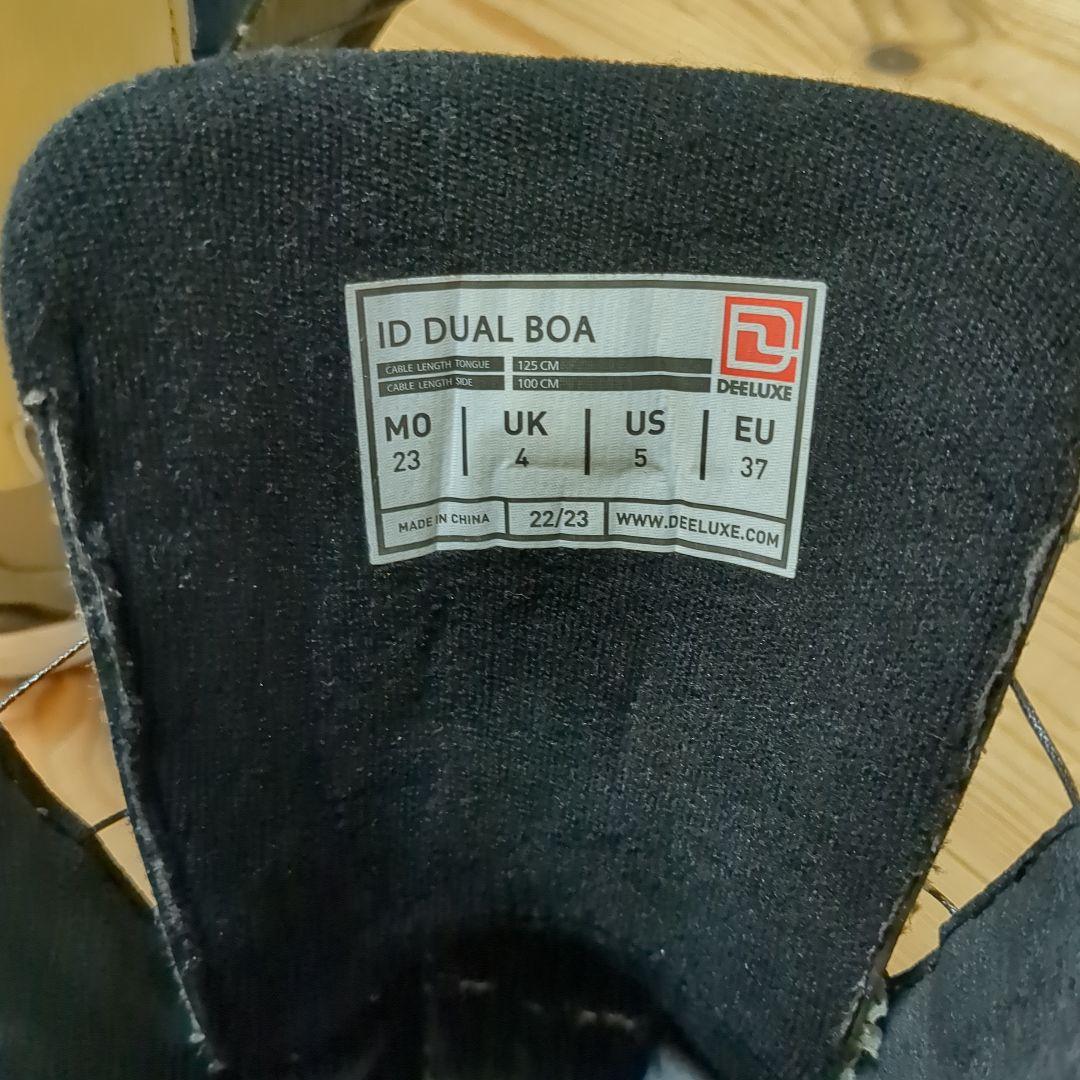 ID DUAL BOA
DEELUXE
CABLE LENGTH TONGUE 125 CM
CABLE LENGTH SIDE 100 CM
MO UK US EU
23 4 5 37
MADE IN CHINA 22/23 WWW.DEELUXE.COM